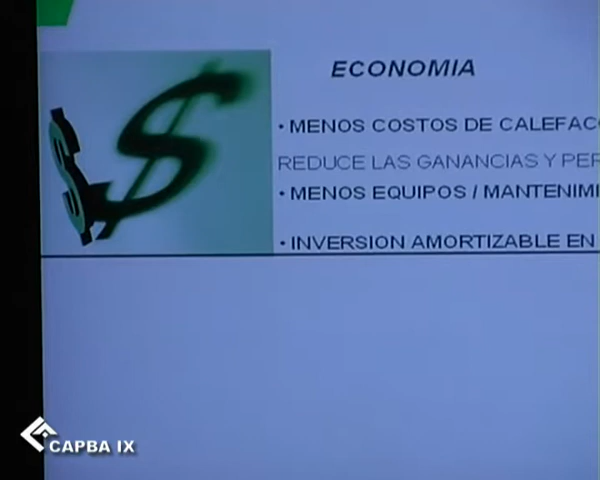 ECONOMIA
• MENOS COSTOS DE CALEFAC
REDUCE LAS GANANCIAS Y PER
• MENOS EQUIPOS / MANTENIMI
• INVERSION AMORTIZABLE EN
CAPBA IX